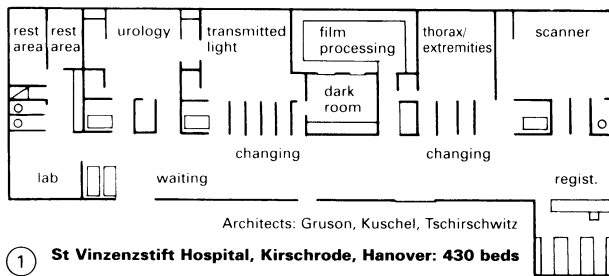 rest area
rest area
urology
transmitted light
film processing
thorax/ extremities
scanner
dark room
changing
changing
lab
waiting
regist.
Architects: Gruson, Kuschel, Tschirschwitz
1 St Vinzenzstift Hospital, Kirschrode, Hanover: 430 beds